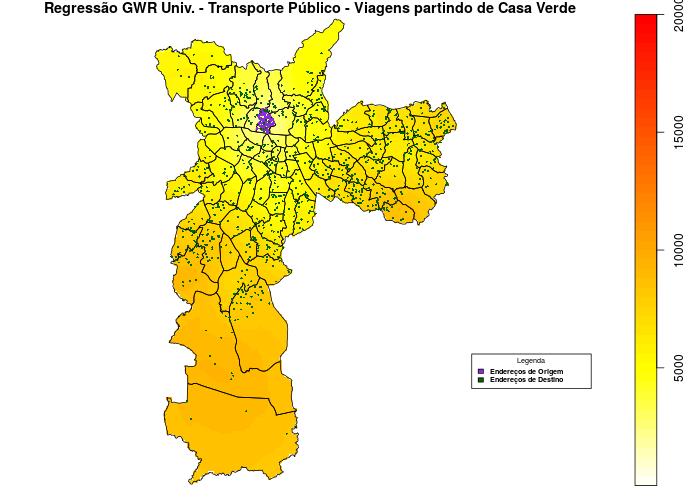 Regressão GWR Univ. - Transporte Público - Viagens partindo de Casa Verde
20000
15000
10000
5000
Legenda
Endereços de Origem
Endereços de Destino